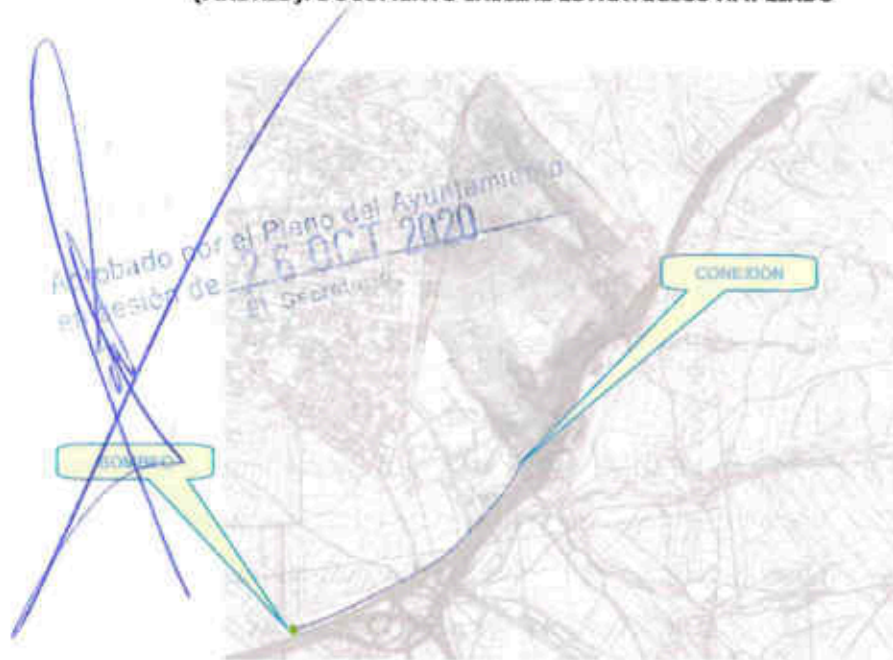 Aprobado por el Pleno del Ayuntamiento
en sesión de 26 OCT 2020
El Secretario
CONEXIÓN
BOMBEO